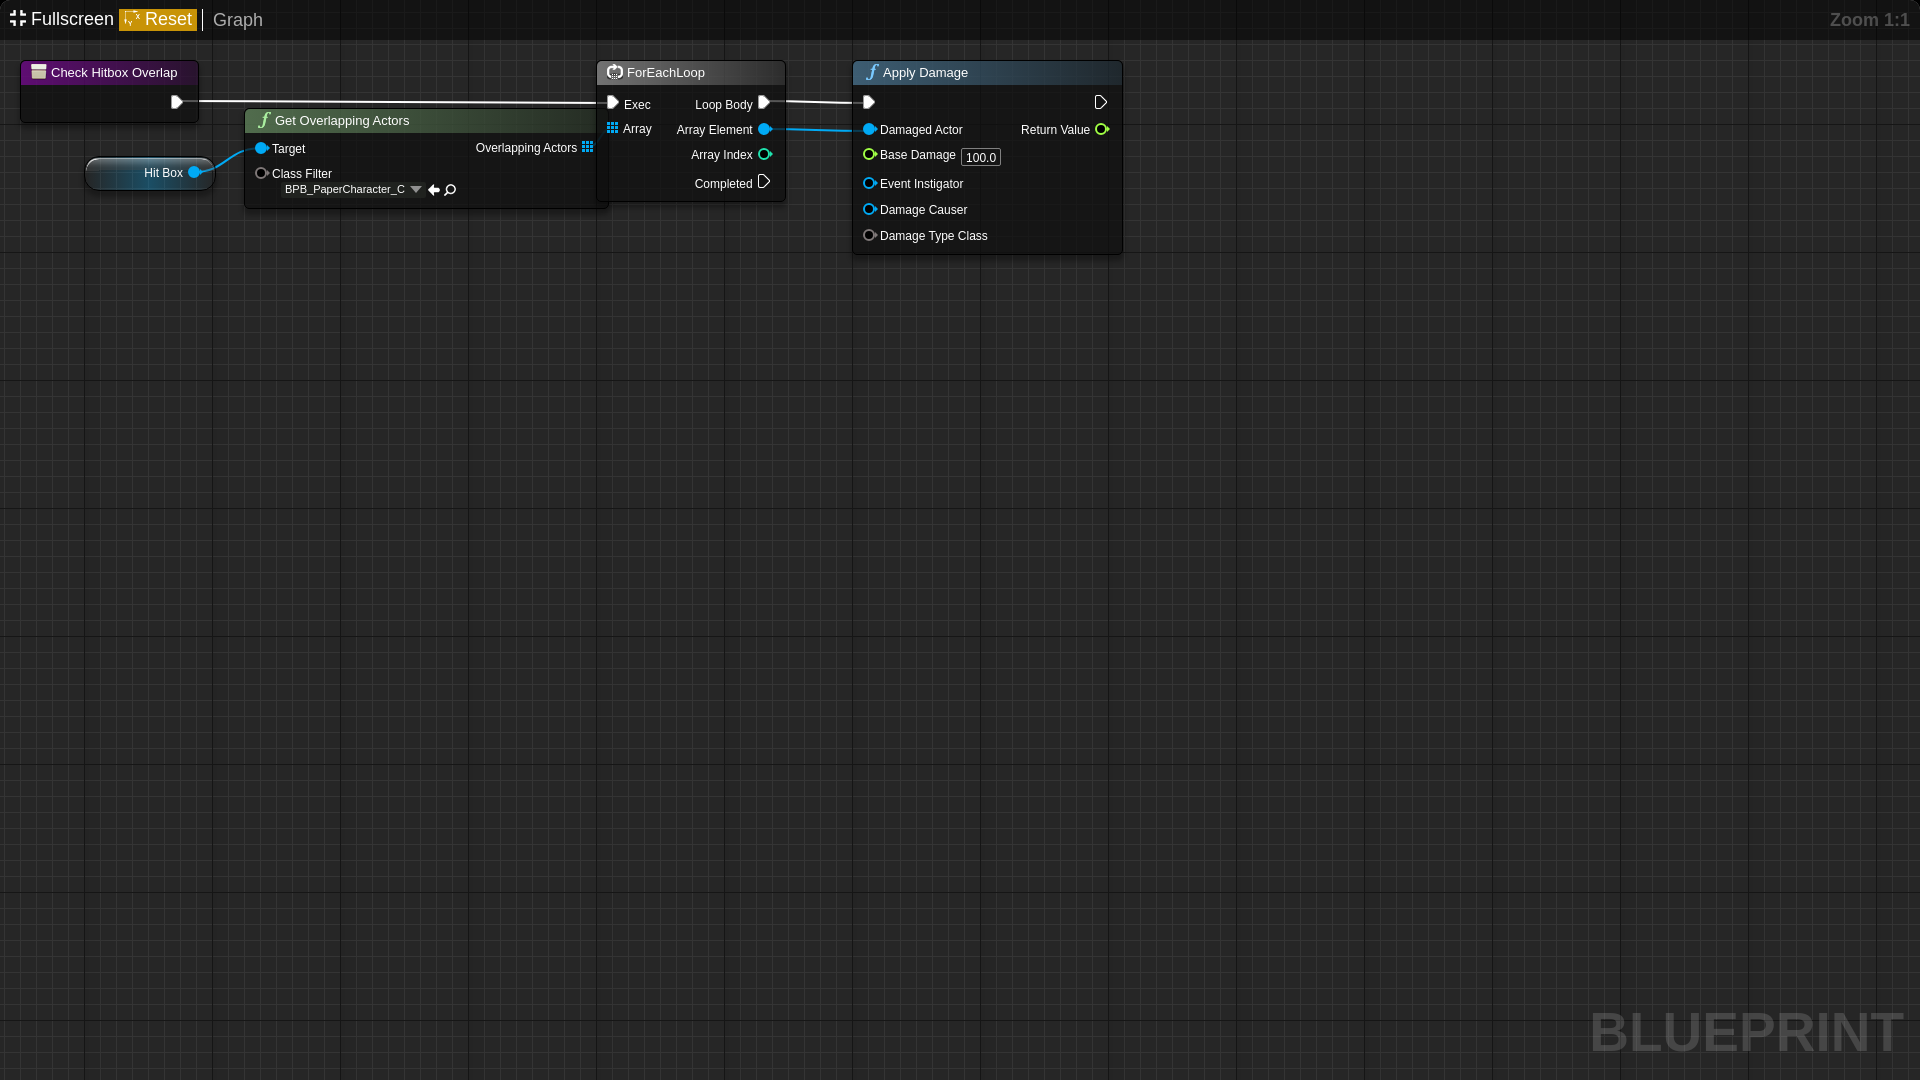 Fullscreen Reset Graph Zoom 1:1
Check Hitbox Overlap
Hit Box
Get Overlapping Actors
Target Overlapping Actors
Class Filter
BPB_PaperCharacter_C
ForEachLoop
Exec Loop Body
Array Array Element
Array Index
Completed
Apply Damage
Damaged Actor Return Value
Base Damage 100.0
Event Instigator
Damage Causer
Damage Type Class
BLUEPRINT